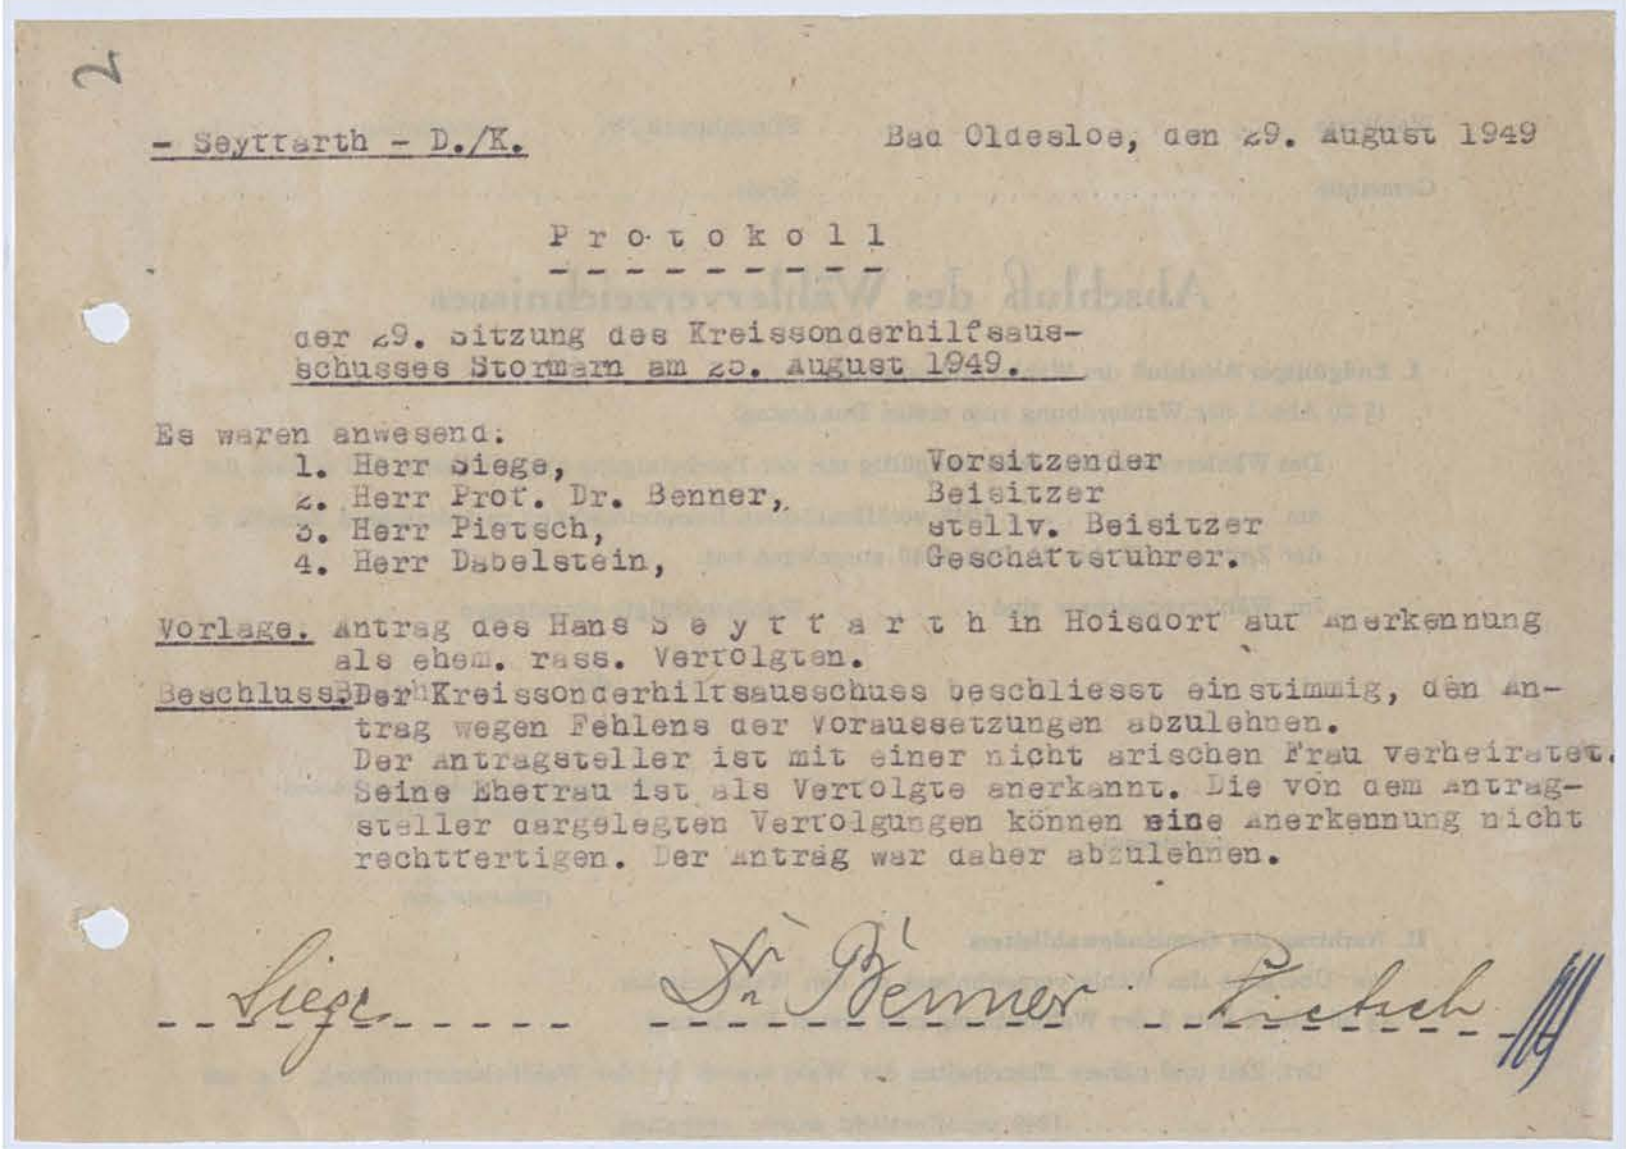 2
- Seyffarth - D./K.
Bad Oldesloe, den 29. August 1949
Protokoll
der 29. Sitzung des Kreissonderhilfsaus-
schusses Stormarn am 25. August 1949.
Es waren anwesend:
1. Herr Siege, Vorsitzender
2. Herr Prof. Dr. Benner, Beisitzer
3. Herr Pietsch, stellv. Beisitzer
4. Herr Dabelstein, Geschäftsführer.
Vorlage: Antrag des Hans Seyffarth in Hoisdorf auf Anerkennung
als ehem. rass. Verfolgten.
Beschluss: Der Kreissonderhilfsausschuss beschliesst einstimmig, den An-
trag wegen Fehlens der Voraussetzungen abzulehnen.
Der Antragsteller ist mit einer nicht arischen Frau verheiratet.
Seine Ehefrau ist als Verfolgte anerkannt. Die von dem Antrag-
steller dargelegten Verfolgungen können eine Anerkennung nicht
rechtfertigen. Der Antrag war daher abzulehnen.
Siege Dr Benner Pietsch